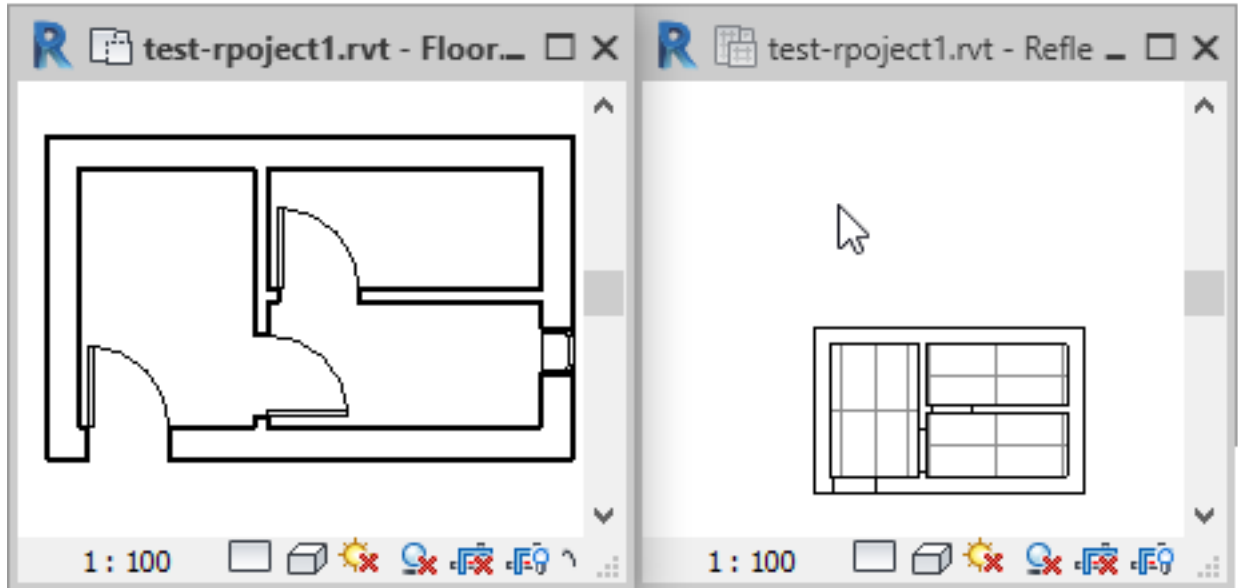 R test-rpoject1.rvt - Floor...
R test-rpoject1.rvt - Refle
1 : 100
1 : 100